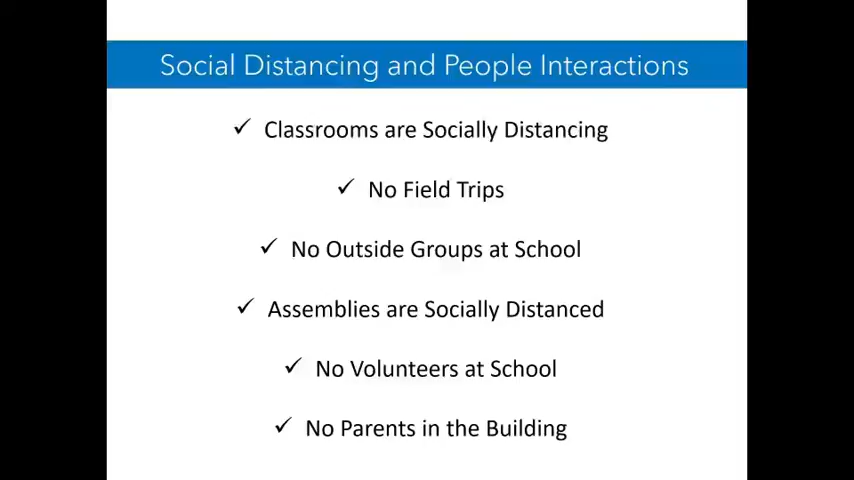 Social Distancing and People Interactions
✓ Classrooms are Socially Distancing
✓ No Field Trips
✓ No Outside Groups at School
✓ Assemblies are Socially Distanced
✓ No Volunteers at School
✓ No Parents in the Building